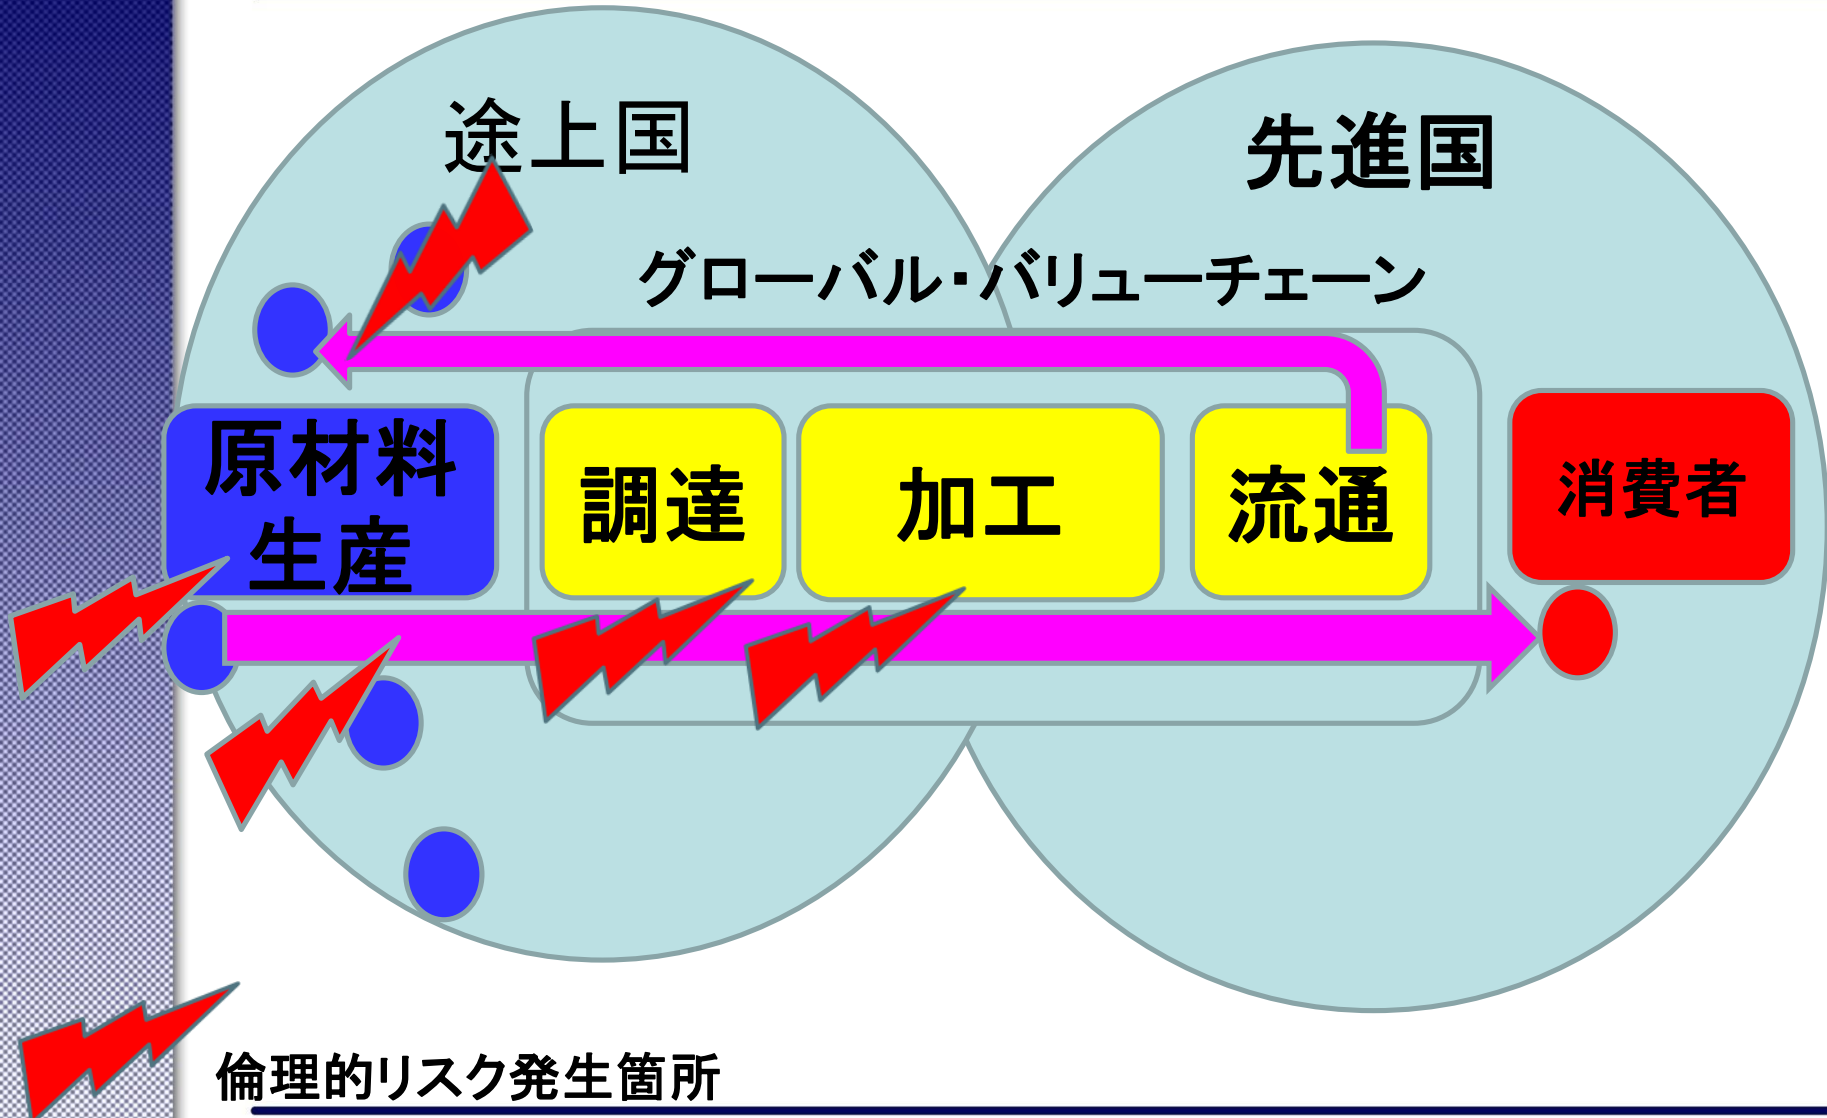 途上国
先進国
グローバル・バリューチェーン
原材料
生産
調達
加工
流通
消費者
倫理的リスク発生箇所